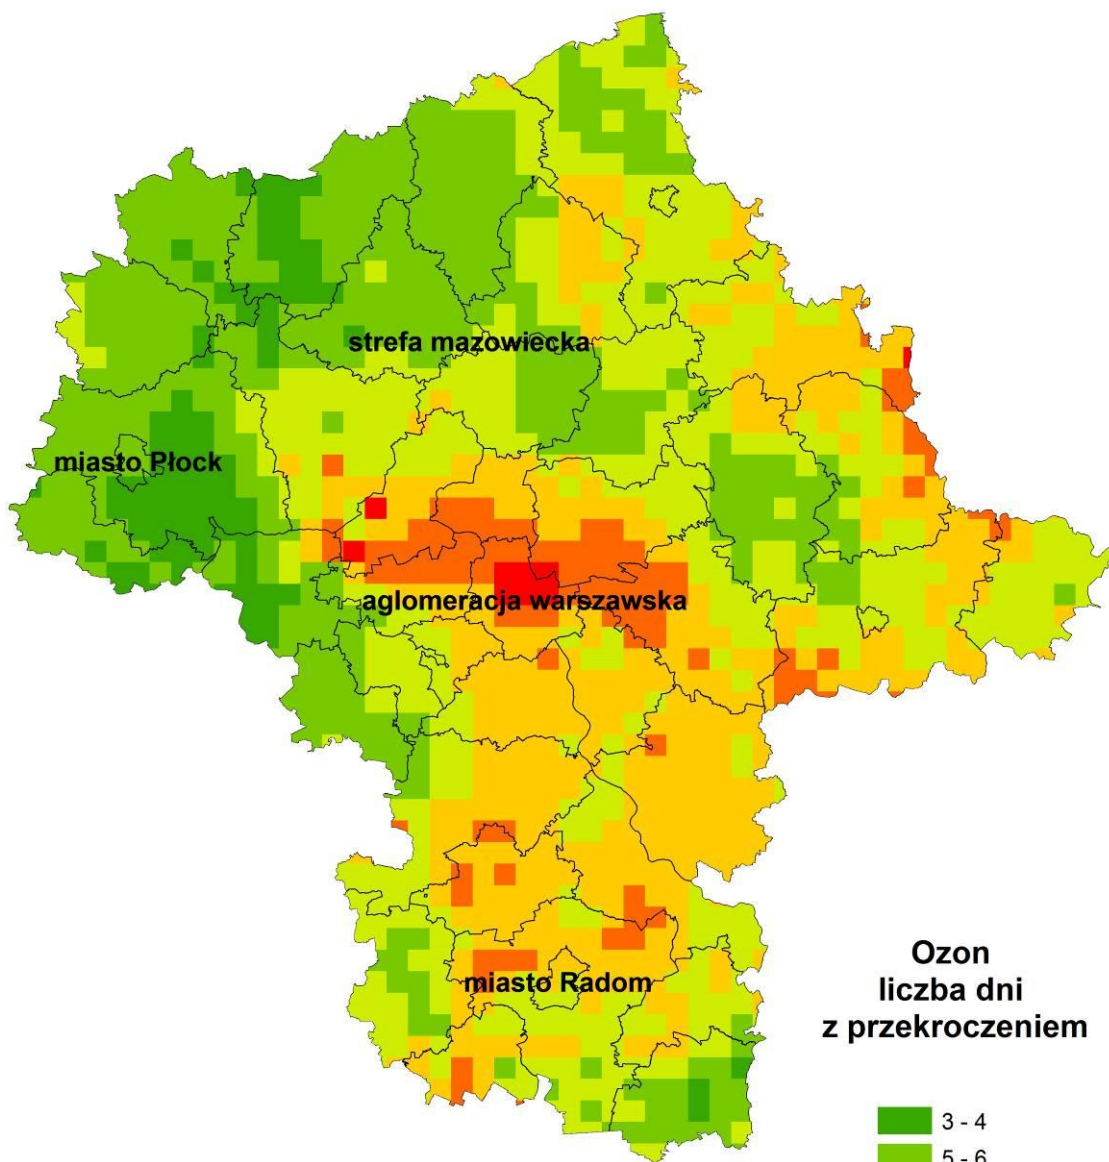 strefa mazowiecka
miasto Płock
aglomeracja warszawska
miasto Radom
Ozon
liczba dni
z przekroczeniem
3 - 4
5 - 6